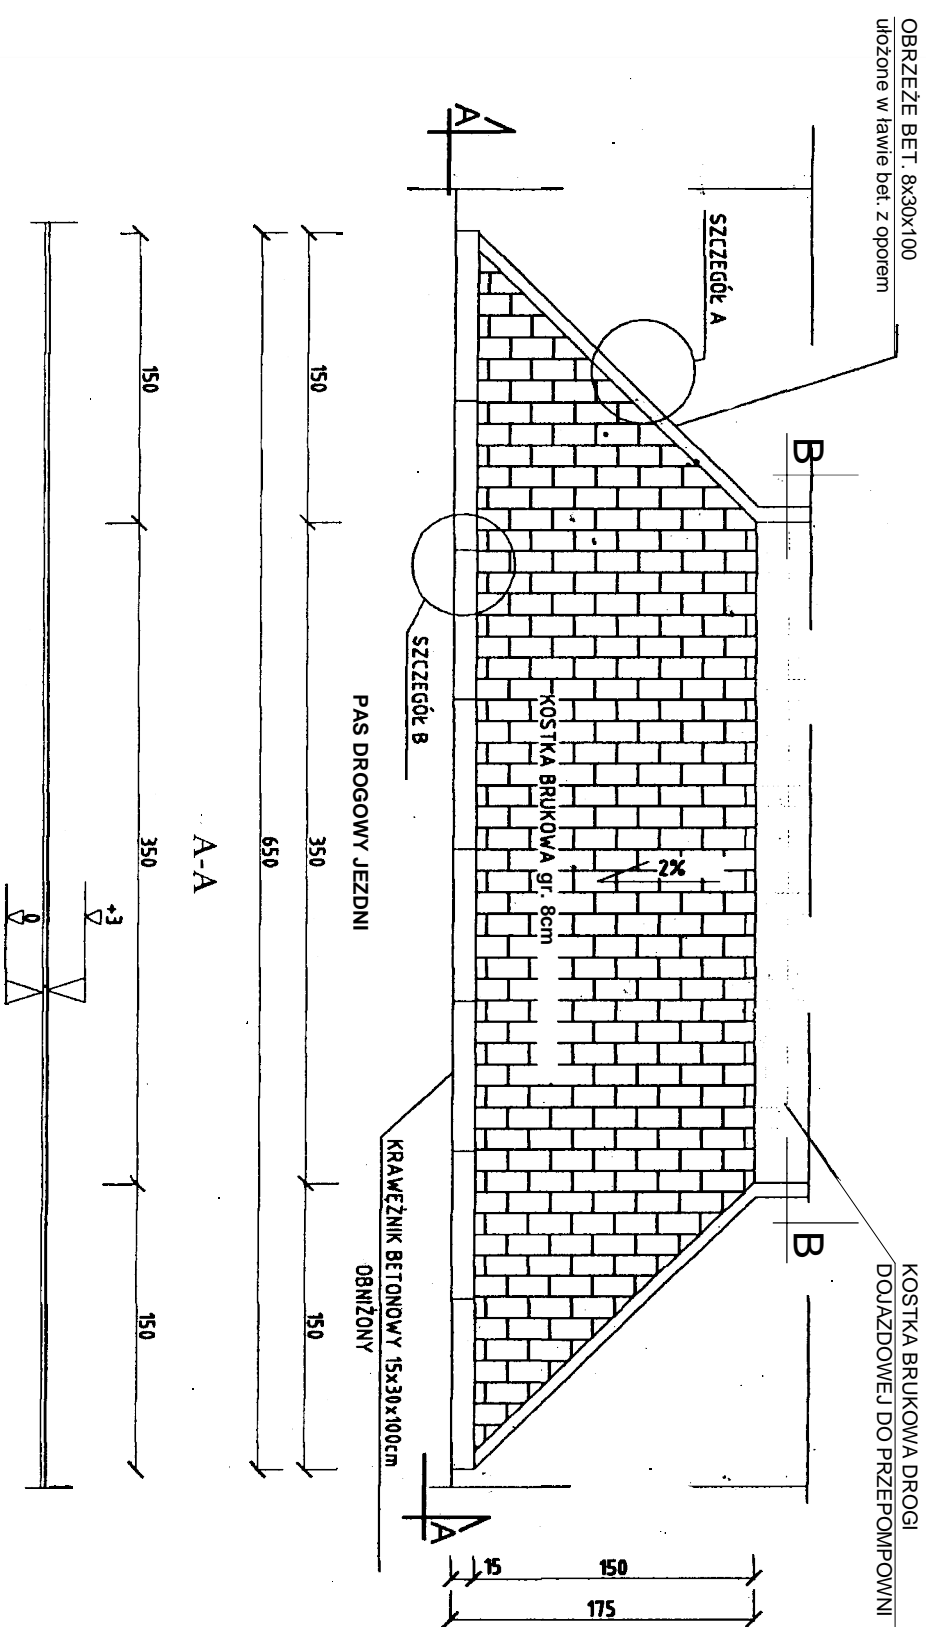 OBRZEŻE BET. 8x30x100
ułożone w ławie bet. z oporem
KOSTKA BRUKOWA DROGI
DOJAZDOWEJ DO PRZEPOMPOWNI
B
B
SZCZEGÓŁ A
2%
KOSTKA BRUKOWA gr. 8cm
A
A
SZCZEGÓŁ B
15
150
175
KRAWĘŻNIK BETONOWY 15x30x100cm
OBNIŻONY
PAS DROGOWY JEZDNI
150
350
150
650
A-A
150
350
150
+3
0